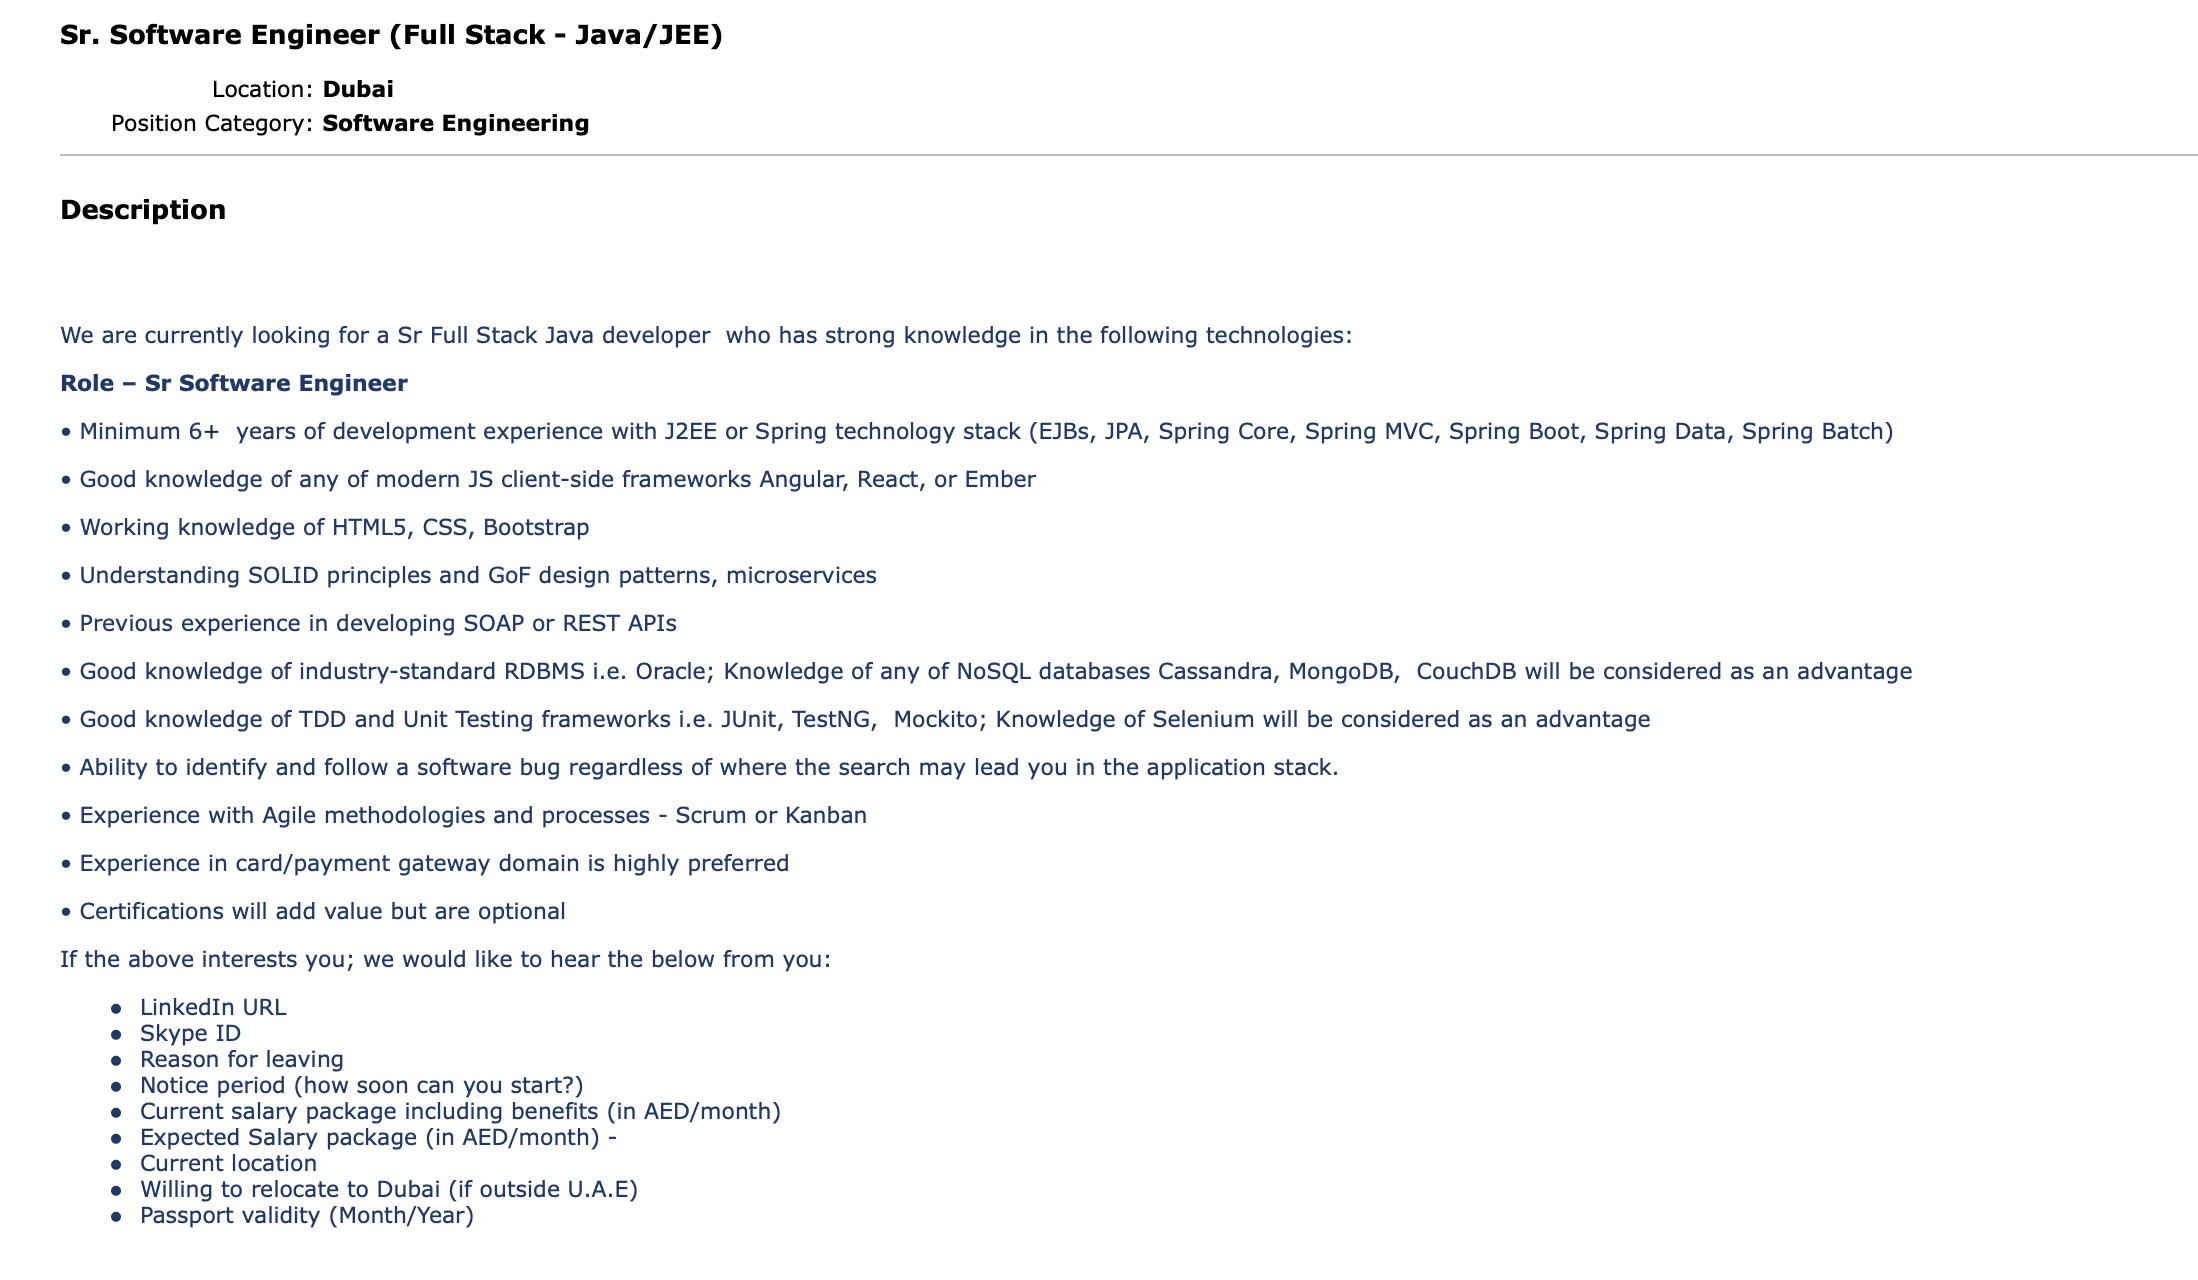 Sr. Software Engineer (Full Stack - Java/JEE)
Location: Dubai
Position Category: Software Engineering
Description
We are currently looking for a Sr Full Stack Java developer  who has strong knowledge in the following technologies:
Role – Sr Software Engineer
• Minimum 6+  years of development experience with J2EE or Spring technology stack (EJBs, JPA, Spring Core, Spring MVC, Spring Boot, Spring Data, Spring Batch)
• Good knowledge of any of modern JS client-side frameworks Angular, React, or Ember
• Working knowledge of HTML5, CSS, Bootstrap
• Understanding SOLID principles and GoF design patterns, microservices
• Previous experience in developing SOAP or REST APIs
• Good knowledge of industry-standard RDBMS i.e. Oracle; Knowledge of any of NoSQL databases Cassandra, MongoDB,  CouchDB will be considered as an advantage
• Good knowledge of TDD and Unit Testing frameworks i.e. JUnit, TestNG,  Mockito; Knowledge of Selenium will be considered as an advantage
• Ability to identify and follow a software bug regardless of where the search may lead you in the application stack.
• Experience with Agile methodologies and processes - Scrum or Kanban
• Experience in card/payment gateway domain is highly preferred
• Certifications will add value but are optional
If the above interests you; we would like to hear the below from you:
• LinkedIn URL
• Skype ID
• Reason for leaving
• Notice period (how soon can you start?)
• Current salary package including benefits (in AED/month)
• Expected Salary package (in AED/month) -
• Current location
• Willing to relocate to Dubai (if outside U.A.E)
• Passport validity (Month/Year)